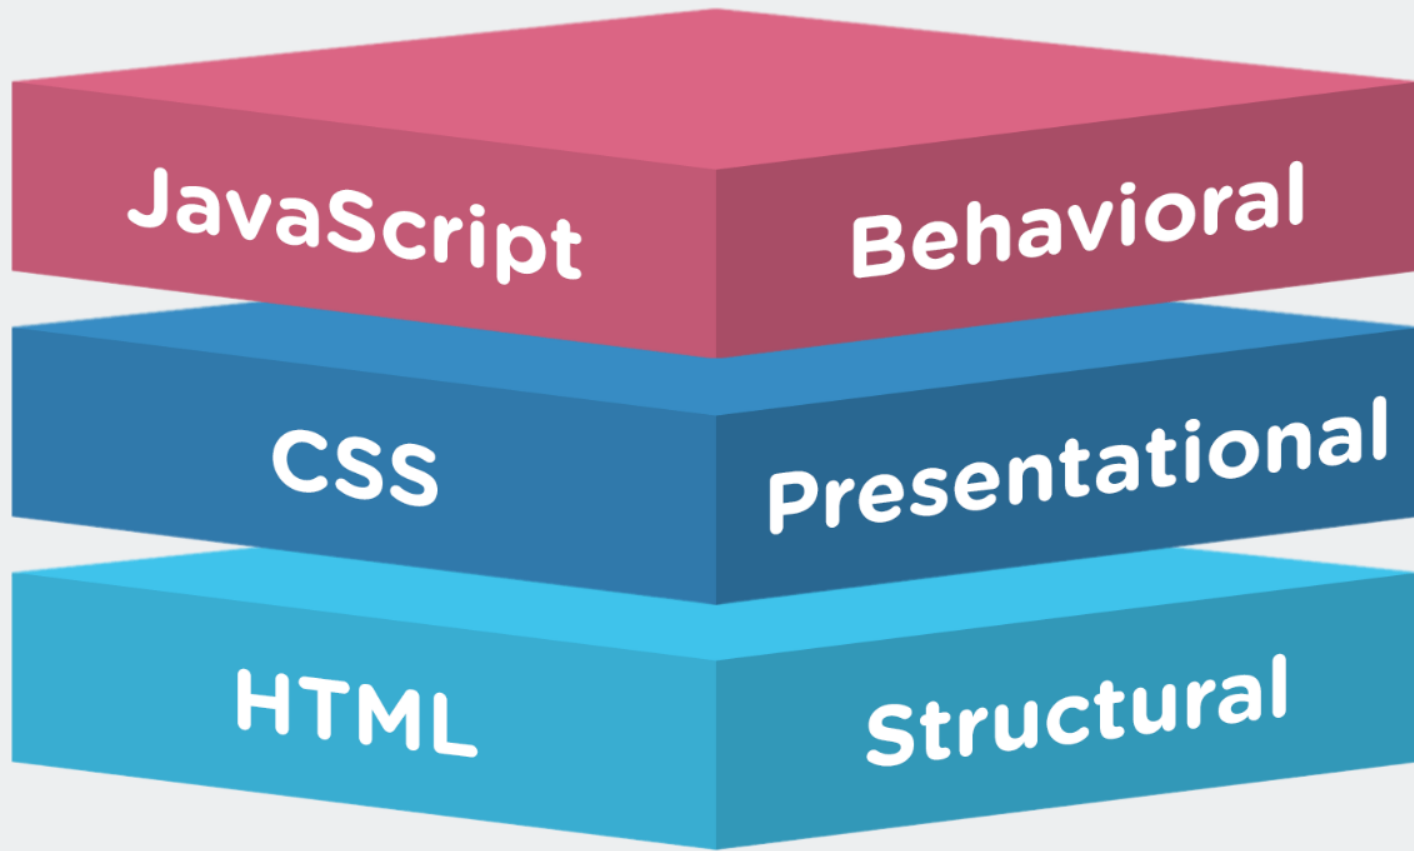 JavaScript
Behavioral
CSS
Presentational
HTML
Structural